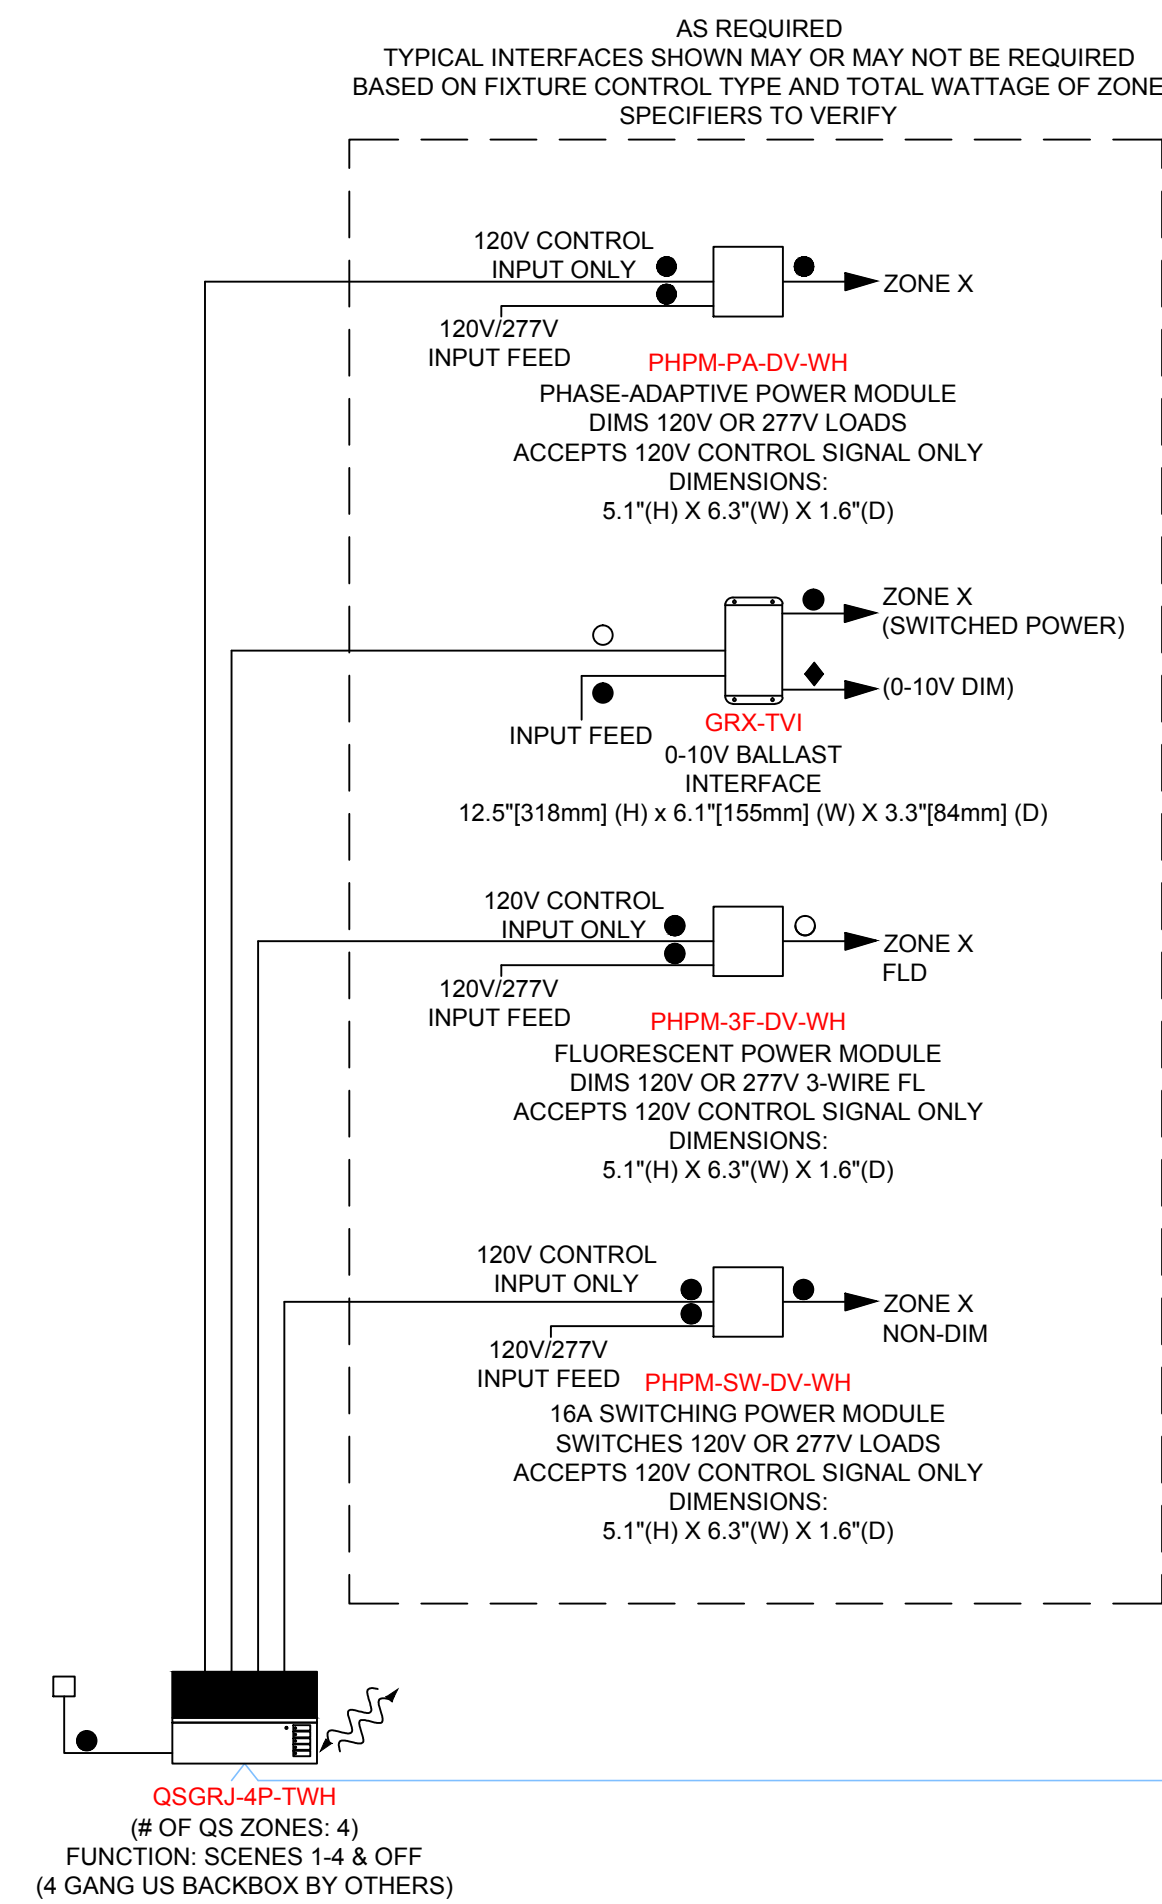 AS REQUIRED
TYPICAL INTERFACES SHOWN MAY OR MAY NOT BE REQUIRED
BASED ON FIXTURE CONTROL TYPE AND TOTAL WATTAGE OF ZONE
SPECIFIERS TO VERIFY
120V CONTROL
INPUT ONLY
ZONE X
120V/277V
INPUT FEED
PHPM-PA-DV-WH
PHASE-ADAPTIVE POWER MODULE
DIMS 120V OR 277V LOADS
ACCEPTS 120V CONTROL SIGNAL ONLY
DIMENSIONS:
5.1"(H) X 6.3"(W) X 1.6"(D)
ZONE X
(SWITCHED POWER)
(0-10V DIM)
INPUT FEED
GRX-TVI
0-10V BALLAST
INTERFACE
12.5"[318mm] (H) x 6.1"[155mm] (W) X 3.3"[84mm] (D)
120V CONTROL
INPUT ONLY
ZONE X
FLD
120V/277V
INPUT FEED
PHPM-3F-DV-WH
FLUORESCENT POWER MODULE
DIMS 120V OR 277V 3-WIRE FL
ACCEPTS 120V CONTROL SIGNAL ONLY
DIMENSIONS:
5.1"(H) X 6.3"(W) X 1.6"(D)
120V CONTROL
INPUT ONLY
ZONE X
NON-DIM
120V/277V
INPUT FEED
PHPM-SW-DV-WH
16A SWITCHING POWER MODULE
SWITCHES 120V OR 277V LOADS
ACCEPTS 120V CONTROL SIGNAL ONLY
DIMENSIONS:
5.1"(H) X 6.3"(W) X 1.6"(D)
QSGRJ-4P-TWH
(# OF QS ZONES: 4)
FUNCTION: SCENES 1-4 & OFF
(4 GANG US BACKBOX BY OTHERS)